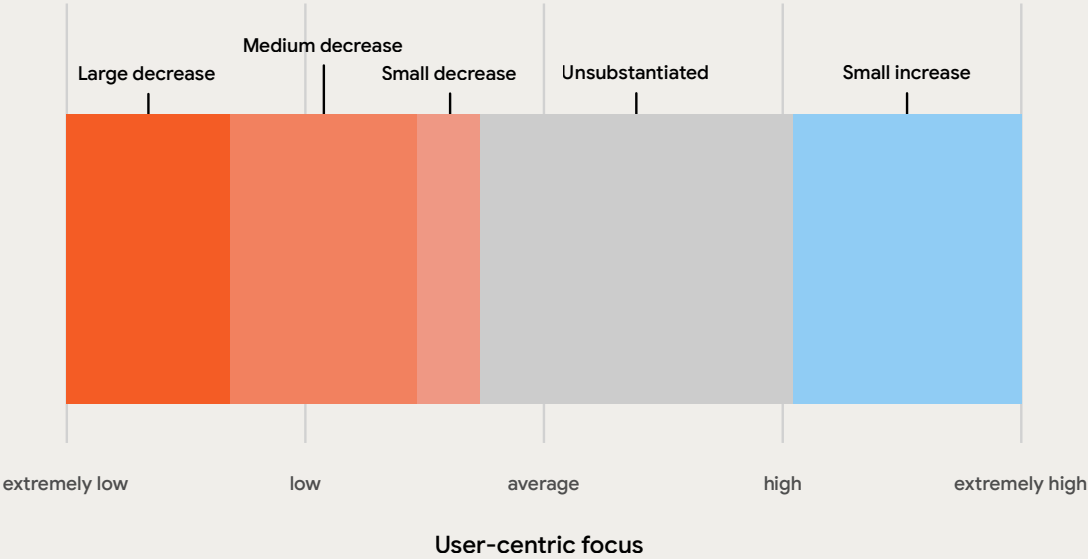 Medium decrease
Large decrease
Small decrease
Unsubstantiated
Small increase
extremely low
low
average
high
extremely high
User-centric focus